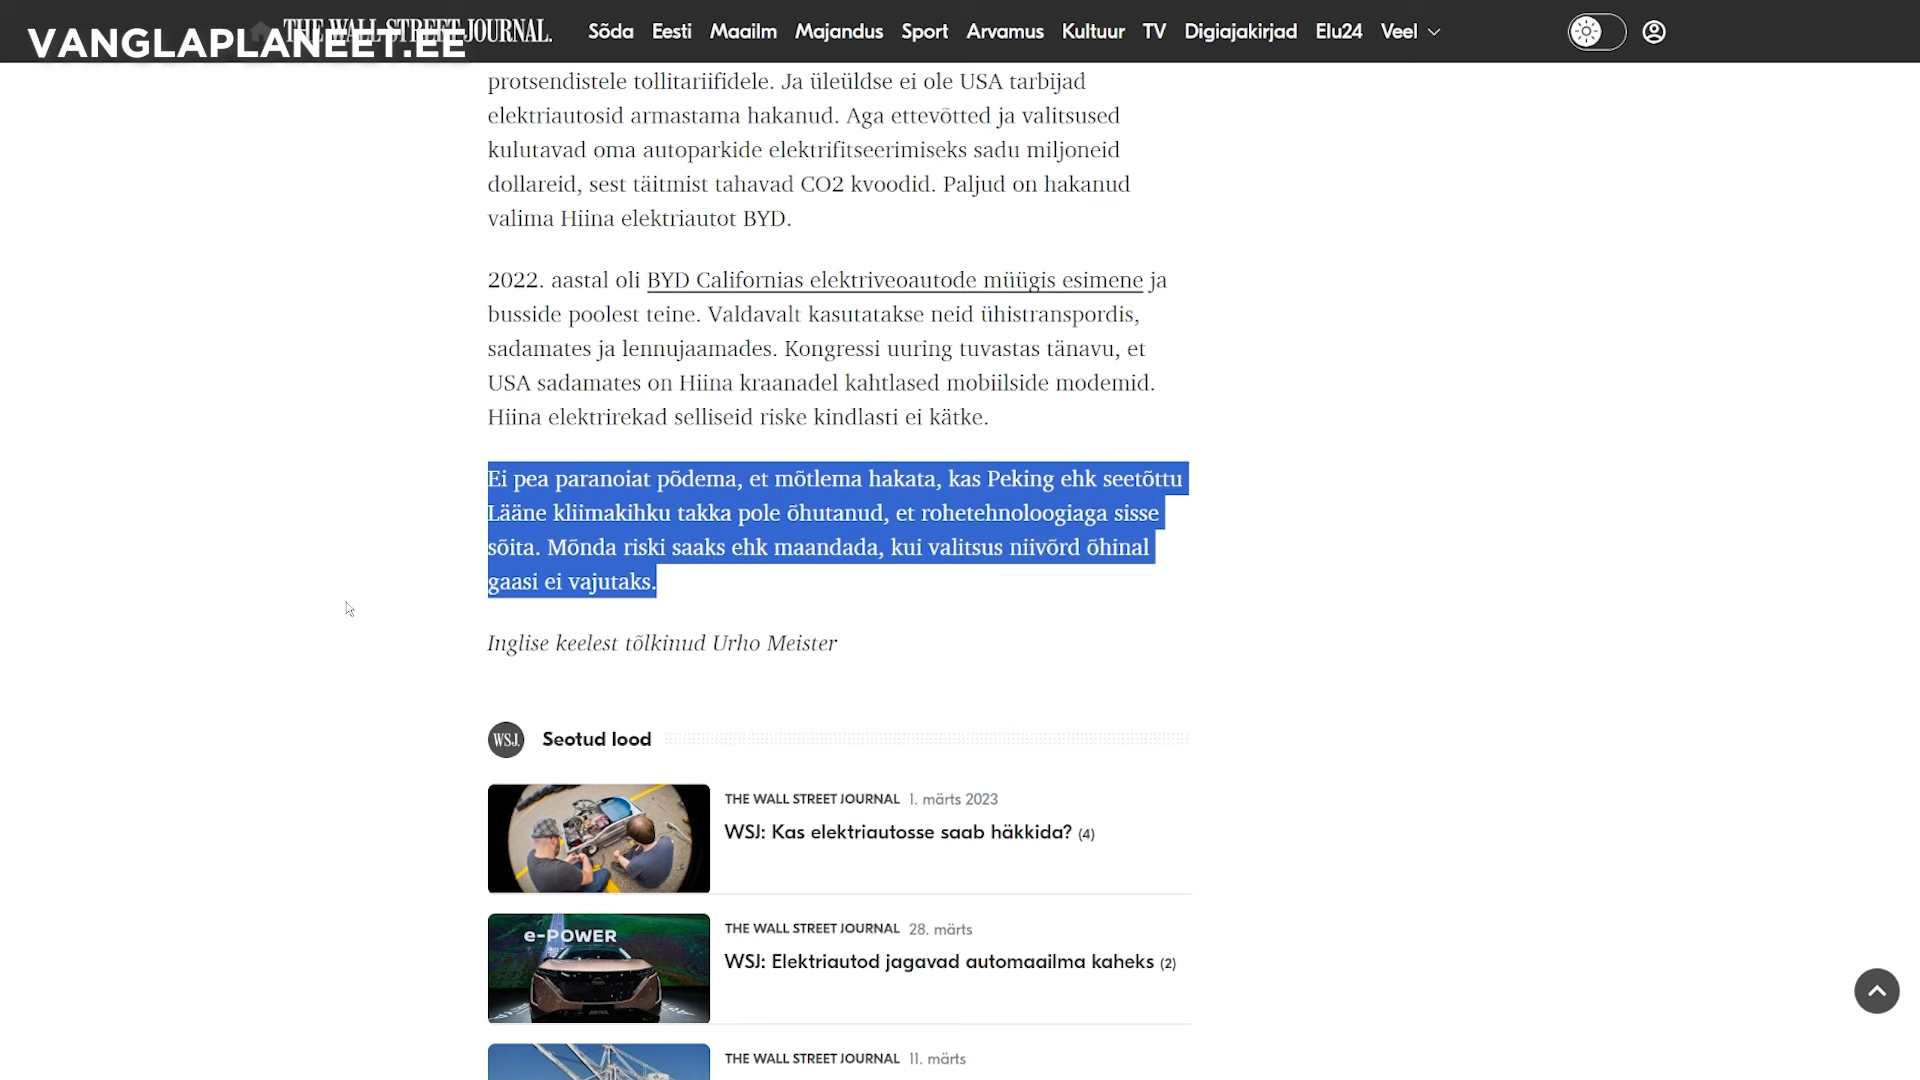 VANGLAPLANEET.EE
THE WALL STREET JOURNAL.
Sõda Eesti Maailm Majandus Sport Arvamus Kultuur TV Digiajakirjad Elu24 Veel
protsendistele tollitariifidele. Ja üleüldse ei ole USA tarbijad
elektriautosid armastama hakanud. Aga ettevõtted ja valitsused
kulutavad oma autoparkide elektrifitseerimiseks sadu miljoneid
dollareid, sest täitmist tahavad CO2 kvoodid. Paljud on hakanud
valima Hiina elektriautot BYD.
2022. aastal oli BYD Californias elektriveoautode müügis esimene ja
busside poolest teine. Valdavalt kasutatakse neid ühistranspordis,
sadamates ja lennujaamades. Kongressi uuring tuvastas tänavu, et
USA sadamates on Hiina kraanadel kahtlased mobiilside modemid.
Hiina elektrirekad selliseid riske kindlasti ei kätke.
Ei pea paranoiat põdema, et mõtlema hakata, kas Peking ehk seetõttu
Lääne kliimakihku takka pole õhutanud, et rohetehnoloogiaga sisse
sõita. Mõnda riski saaks ehk maandada, kui valitsus niivõrd õhinal
gaasi ei vajutaks.
Inglise keelest tõlkinud Urho Meister
WSJ.
Seotud lood
THE WALL STREET JOURNAL 1. märts 2023
WSJ: Kas elektriautosse saab häkkida? (4)
e-POWER
ARIYA
THE WALL STREET JOURNAL 28. märts
WSJ: Elektriautod jagavad automaailma kaheks (2)
THE WALL STREET JOURNAL 11. märts